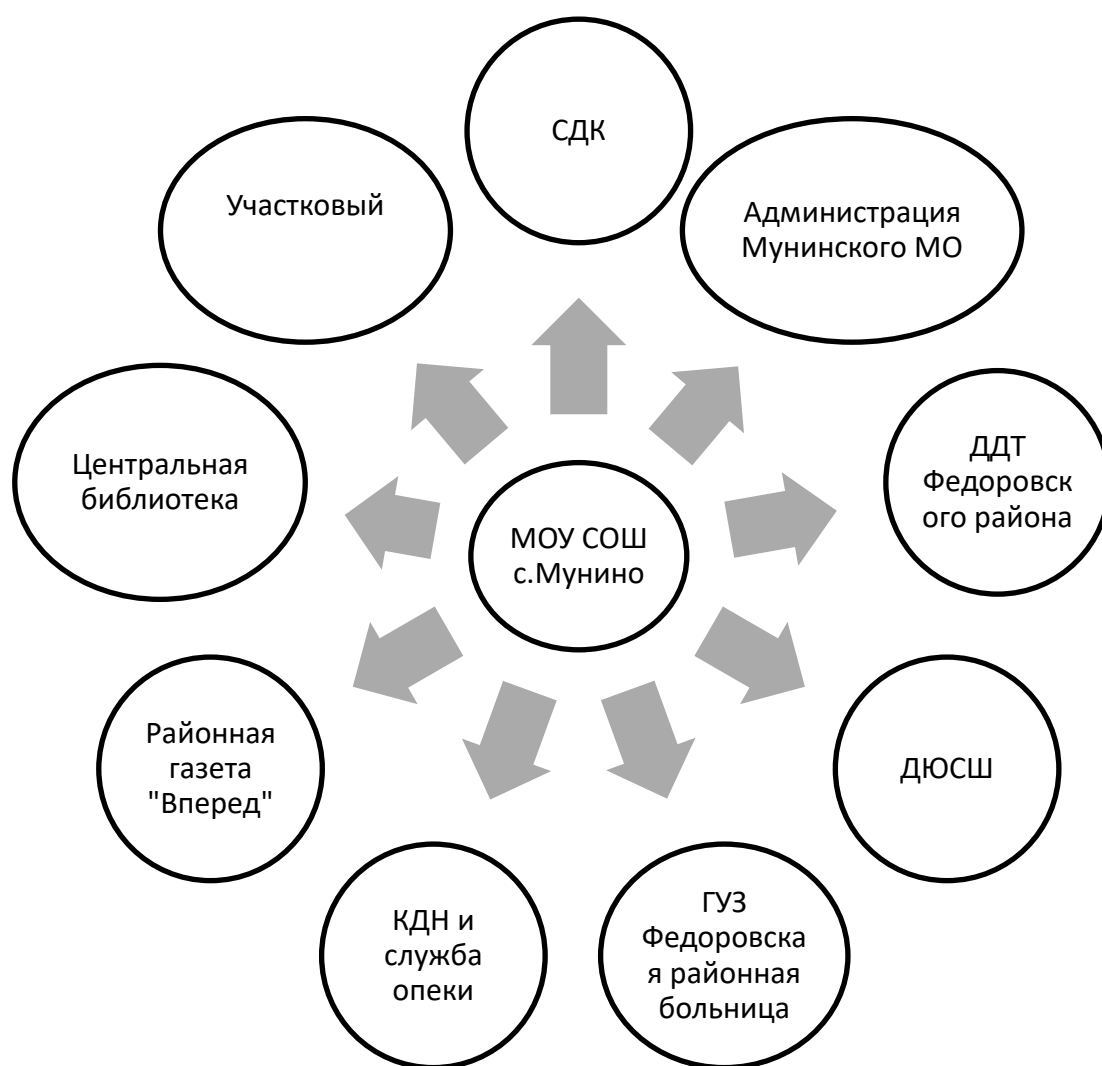 СДК
Участковый
Администрация
Мунинского МО
Центральная
библиотека
ДДТ
Федоровск
ого района
МОУ СОШ
с.Мунино
Районная
газета
"Вперед"
ДЮСШ
КДН и
служба
опеки
ГУЗ
Федоровска
я районная
больница